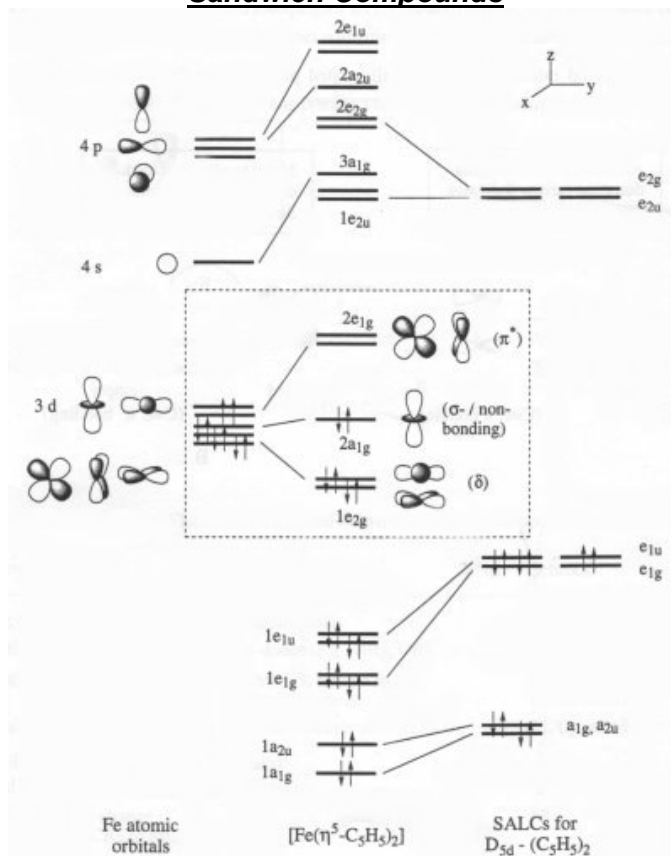 Sandwich Compounds
2e1u
2a2u
2e2g
z
y
x
4 p
3a1g
e2g
e2u
1e2u
4 s
2e1g
(π*)
3 d
(σ- / non-
bonding)
2a1g
(δ)
1e2g
e1u
e1g
1e1u
1e1g
a1g, a2u
1a2u
1a1g
Fe atomic
orbitals
[Fe(η5-C5H5)2]
SALCs for
D5d - (C5H5)2